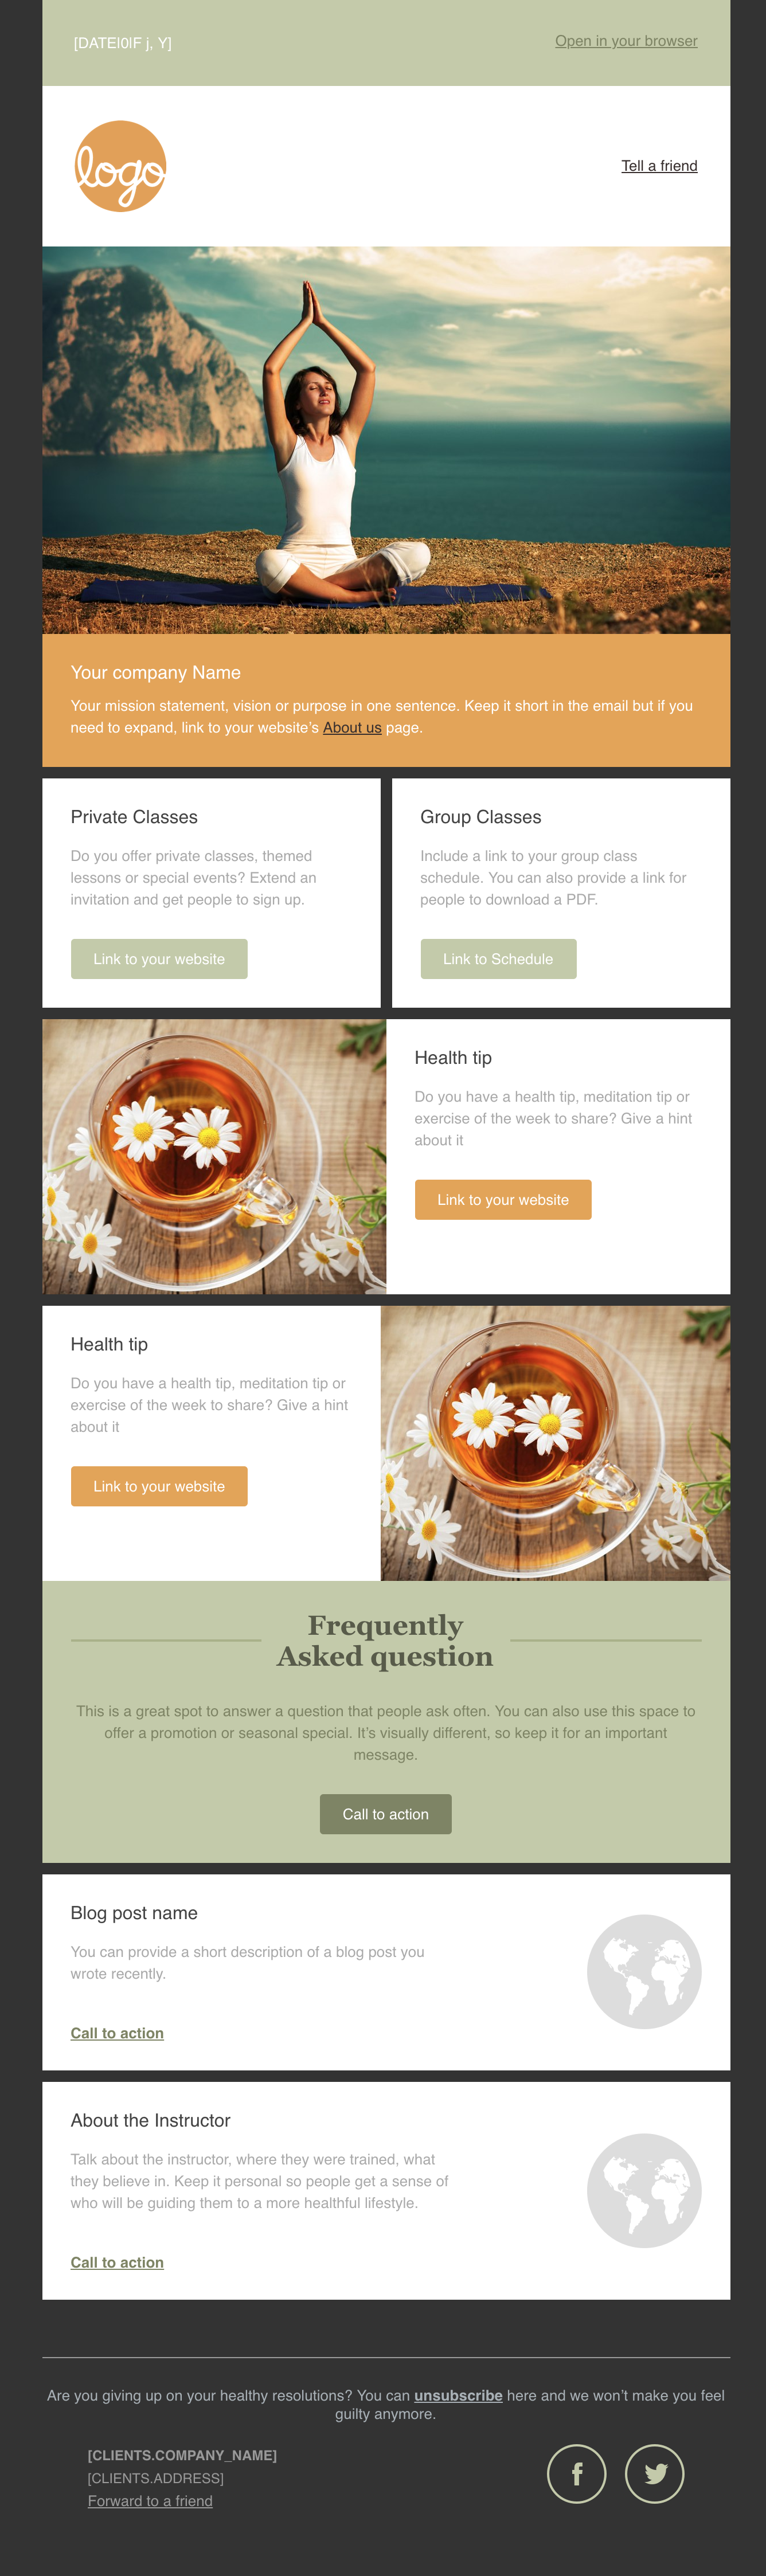 [DATE|0|F j, Y]
Open in your browser
logo
Tell a friend
Your company Name
Your mission statement, vision or purpose in one sentence. Keep it short in the email but if you
need to expand, link to your website’s About us page.
Private Classes
Do you offer private classes, themed
lessons or special events? Extend an
invitation and get people to sign up.
Link to your website
Group Classes
Include a link to your group class
schedule. You can also provide a link for
people to download a PDF.
Link to Schedule
Health tip
Do you have a health tip, meditation tip or
exercise of the week to share? Give a hint
about it
Link to your website
Health tip
Do you have a health tip, meditation tip or
exercise of the week to share? Give a hint
about it
Link to your website
Frequently
Asked question
This is a great spot to answer a question that people ask often. You can also use this space to
offer a promotion or seasonal special. It’s visually different, so keep it for an important
message.
Call to action
Blog post name
You can provide a short description of a blog post you
wrote recently.
Call to action
About the Instructor
Talk about the instructor, where they were trained, what
they believe in. Keep it personal so people get a sense of
who will be guiding them to a more healthful lifestyle.
Call to action
Are you giving up on your healthy resolutions? You can unsubscribe here and we won’t make you feel
guilty anymore.
[CLIENTS.COMPANY_NAME]
[CLIENTS.ADDRESS]
Forward to a friend